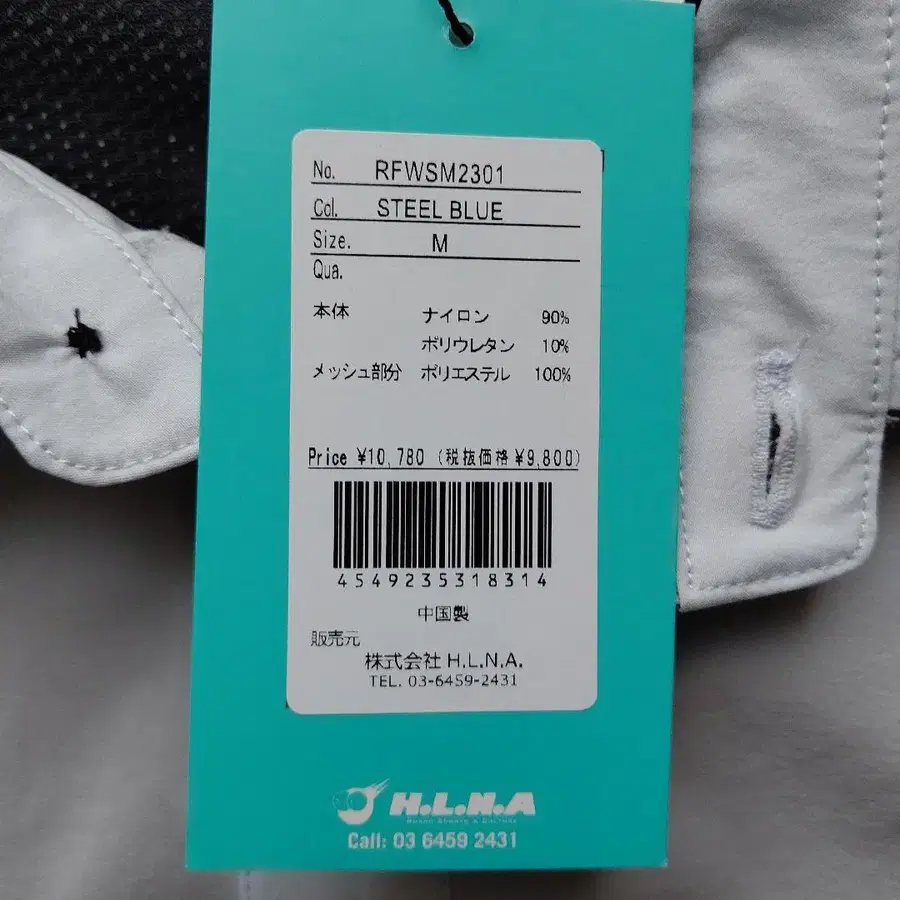 No. RFWSM2301
Col. STEEL BLUE
Size. M
Qua.
本体 ナイロン 90%
ポリウレタン 10%
メッシュ部分 ポリエステル 100%
Price ¥10,780 (税抜価格¥9,800)
4549235318314
中国製
販売元
株式会社 H.L.N.A.
TEL. 03-6459-2431
H.L.N.A
BOARD SPORTS & CULTURE
Call: 03 6459 2431